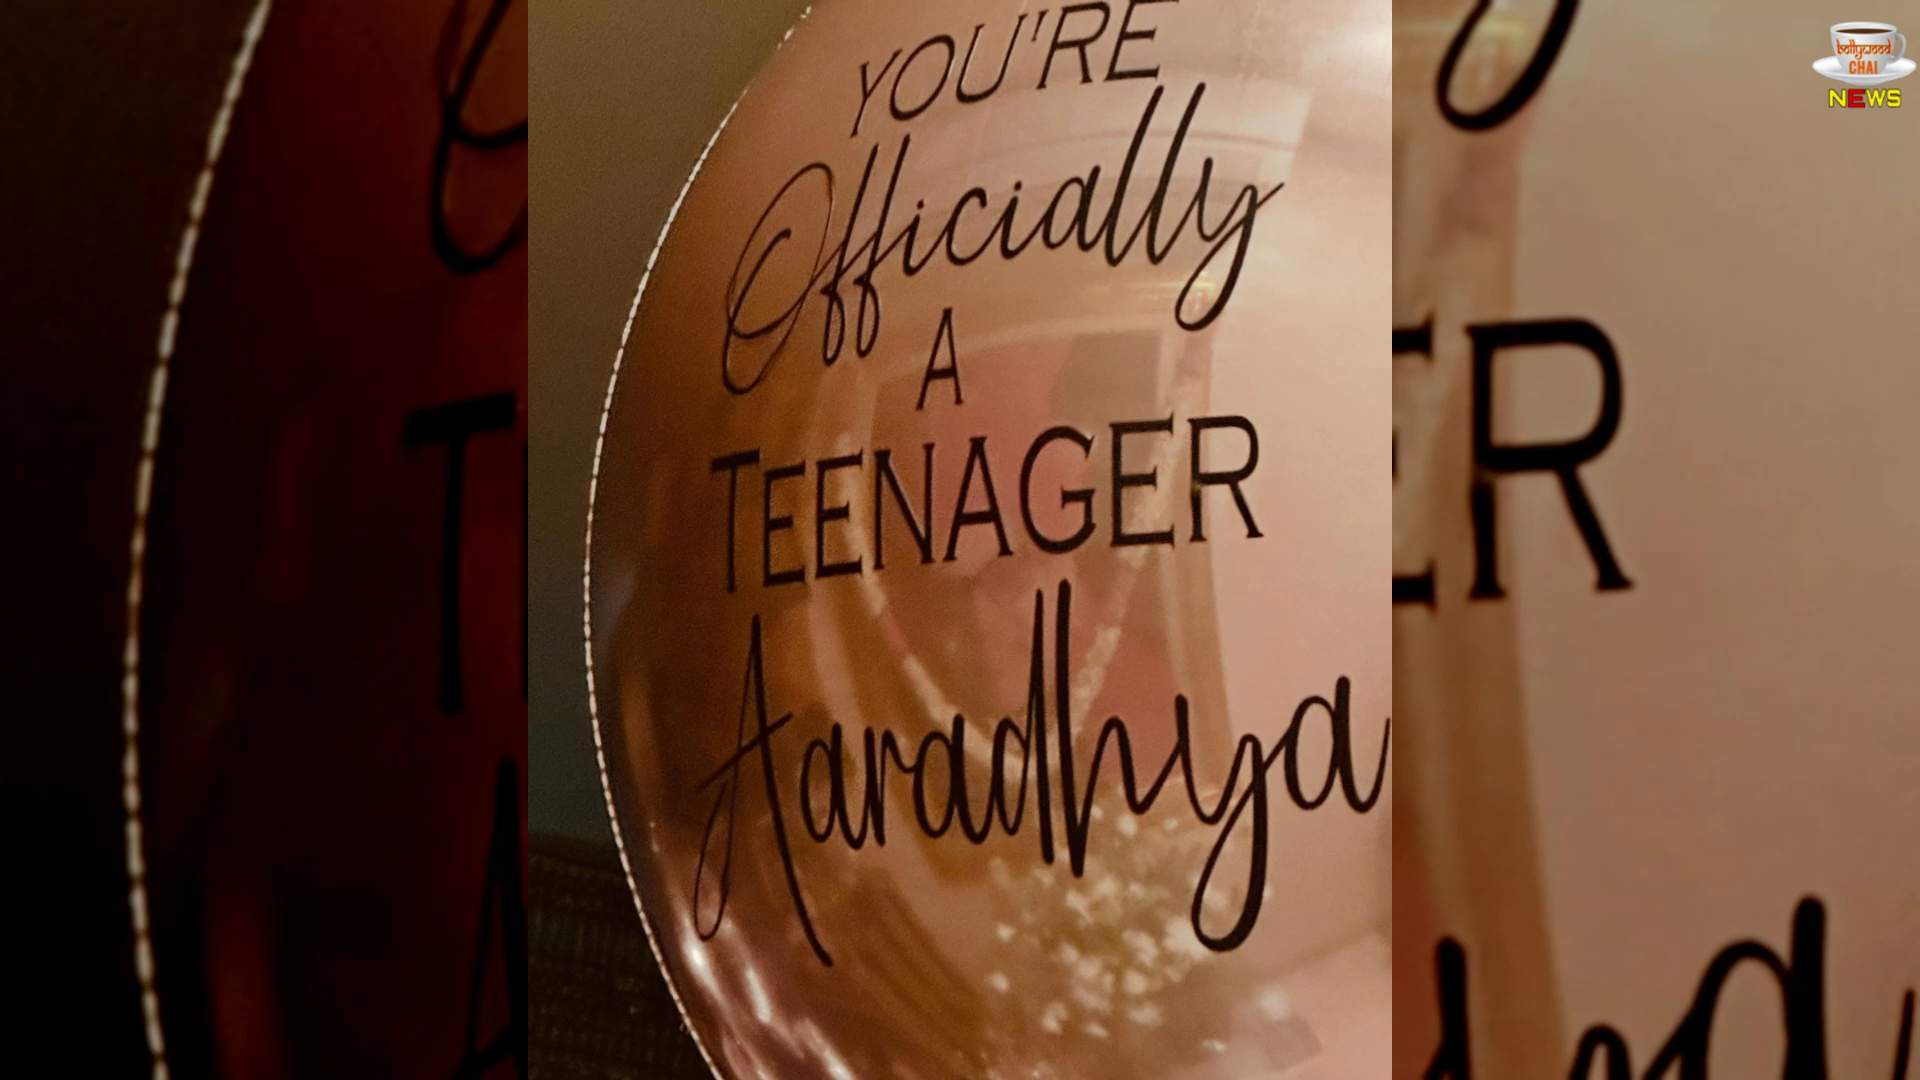 YOU'RE
Officially
A
TEENAGER
Aaradhya
bollywood
CHAI
NEWS